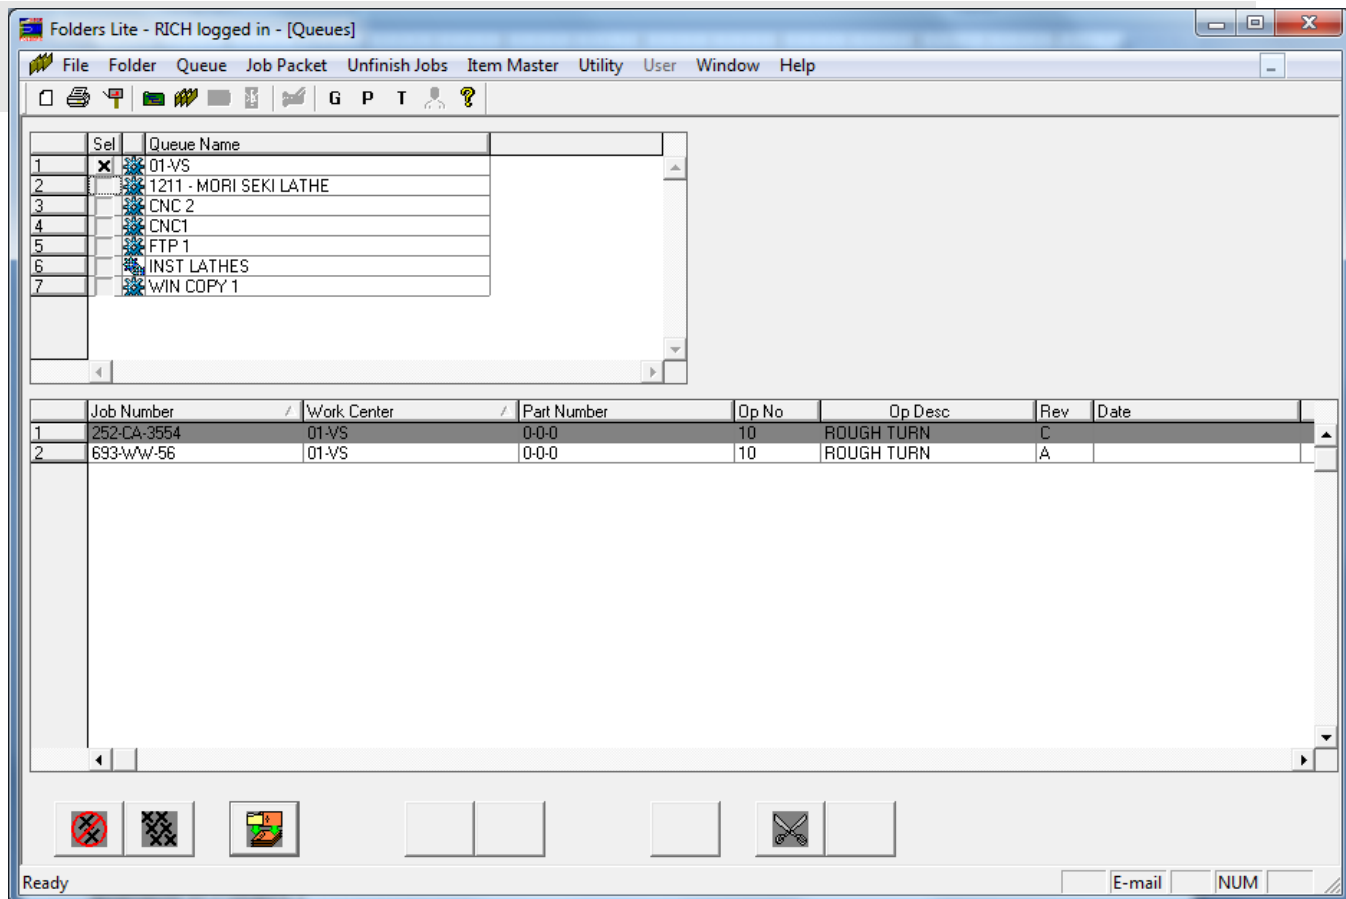 Folders Lite - RICH logged in - [Queues]
File Folder Queue Job Packet Unfinish Jobs Item Master Utility User Window Help
G P T
Sel Queue Name
1 01-VS
2 1211 - MORI SEKI LATHE
3 CNC 2
4 CNC1
5 FTP 1
6 INST LATHES
7 WIN COPY 1
Job Number Work Center Part Number Op No Op Desc Rev Date
1 252-CA-3554 01-VS 0-0-0 10 ROUGH TURN C
2 693-WW-56 01-VS 0-0-0 10 ROUGH TURN A
Ready E-mail NUM